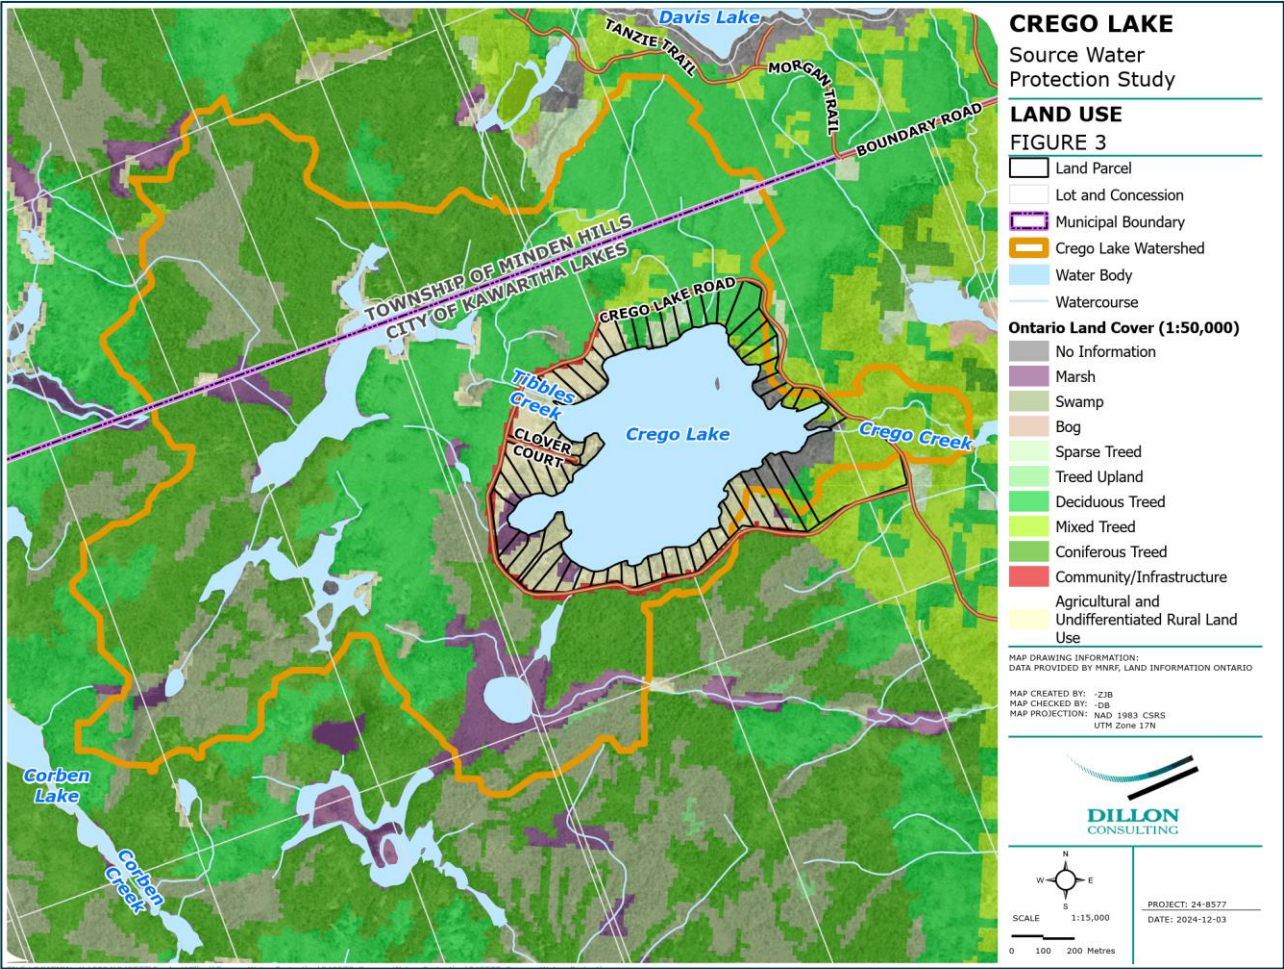 Davis Lake
TANZIE TRAIL
MORGAN TRAIL
BOUNDARY ROAD
TOWNSHIP OF MINDEN HILLS
CITY OF KAWARTHA LAKES
CREGO LAKE ROAD
Tibbles
Creek
CLOVER
COURT
Crego Lake
Crego Creek
Corben
Lake
Corben
Creek
CREGO LAKE
Source Water
Protection Study
LAND USE
FIGURE 3
Land Parcel
Lot and Concession
Municipal Boundary
Crego Lake Watershed
Water Body
Watercourse
Ontario Land Cover (1:50,000)
No Information
Marsh
Swamp
Bog
Sparse Treed
Treed Upland
Deciduous Treed
Mixed Treed
Coniferous Treed
Community/Infrastructure
Agricultural and
Undifferentiated Rural Land
Use
MAP DRAWING INFORMATION:
DATA PROVIDED BY MNRF, LAND INFORMATION ONTARIO
MAP CREATED BY: -ZJB
MAP CHECKED BY: -DB
MAP PROJECTION: NAD 1983 CSRS
UTM Zone 17N
DILLON
CONSULTING
N
W E
S
SCALE 1:15,000
0 100 200 Metres
PROJECT: 24-8577
DATE: 2024-12-03